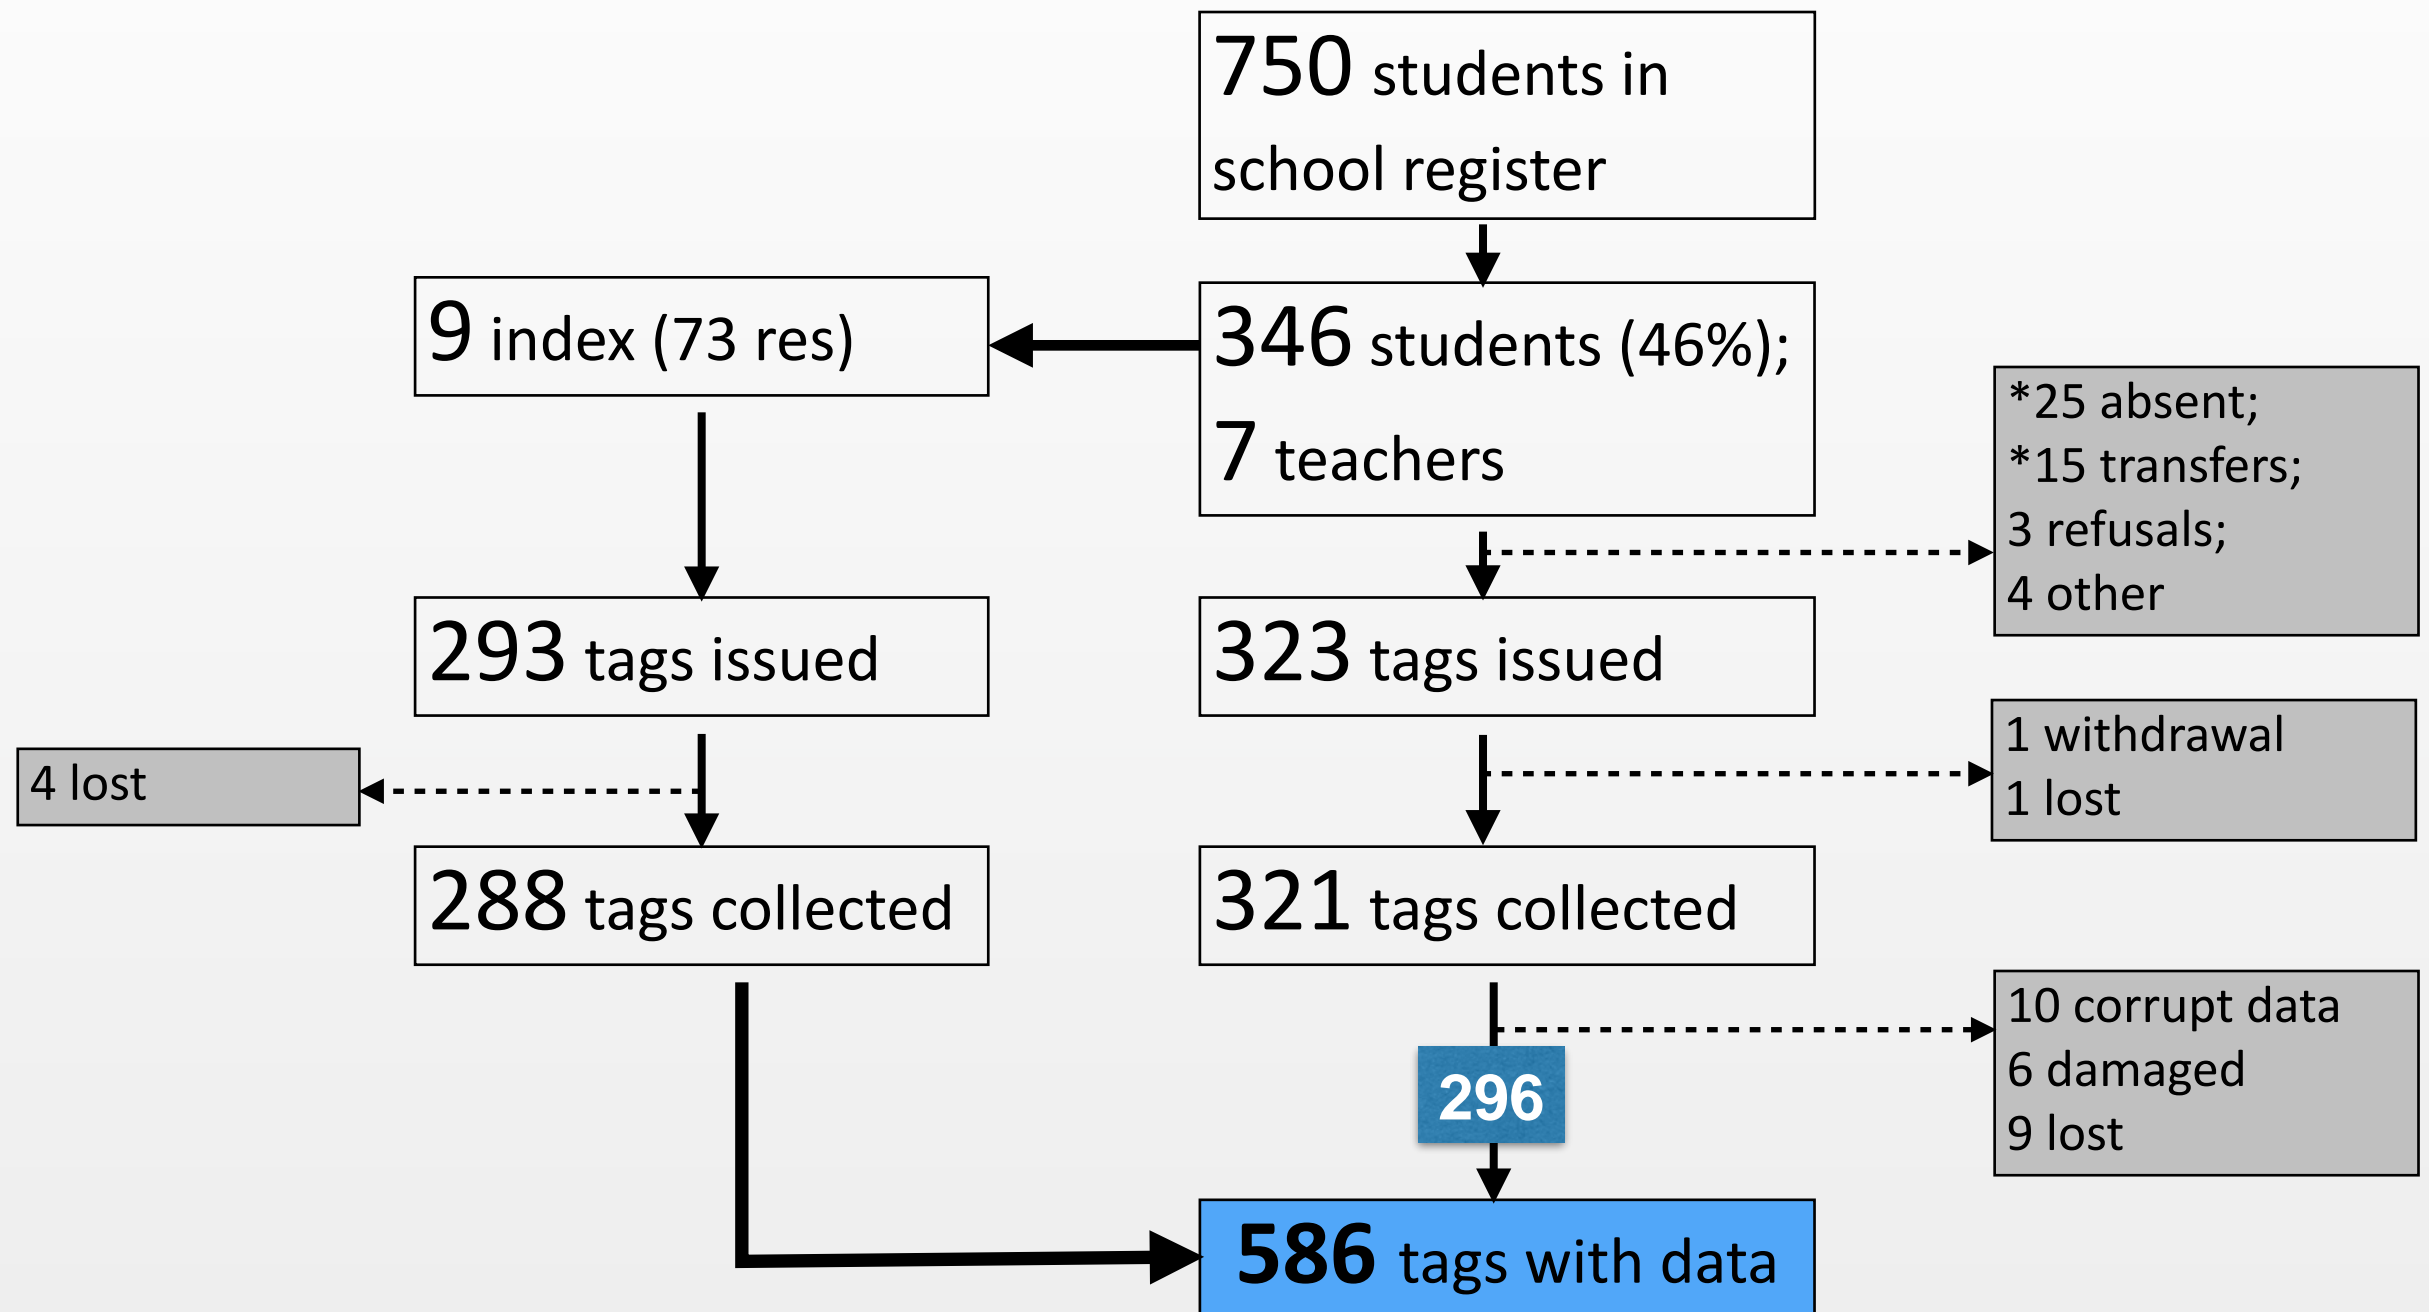 750 students in
school register
9 index (73 res)
346 students (46%);
7 teachers
*25 absent;
*15 transfers;
3 refusals;
4 other
293 tags issued
323 tags issued
4 lost
1 withdrawal
1 lost
288 tags collected
321 tags collected
10 corrupt data
6 damaged
9 lost
296
586 tags with data